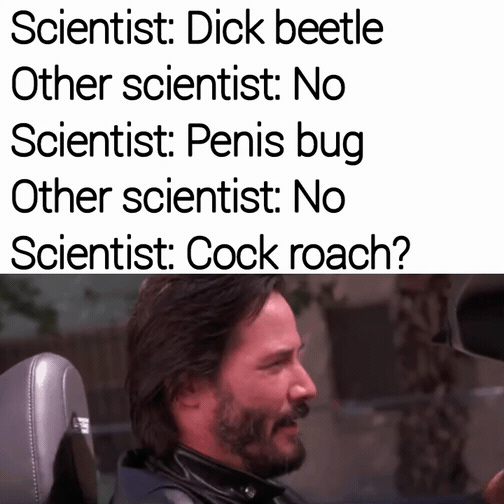 Scientist: Dick beetle
Other scientist: No
Scientist: Penis bug
Other scientist: No
Scientist: Cock roach?